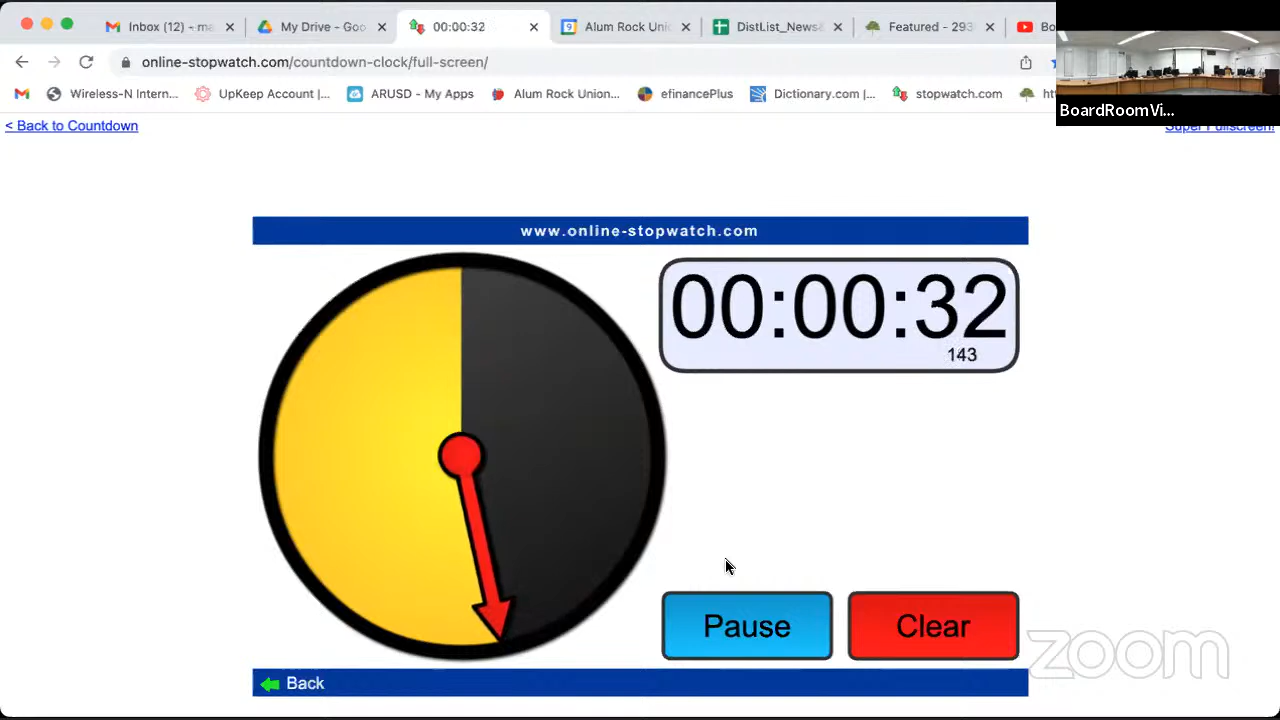 Inbox (12) - ma
My Drive - Goo
00:00:32
9
Alum Rock Unio
DistList_News&
Featured - 293
Bo
online-stopwatch.com/countdown-clock/full-screen/
Wireless-N Intern...
UpKeep Account |...
ARUSD - My Apps
Alum Rock Union...
efinancePlus
Dictionary.com |...
stopwatch.com
BoardRoomVi...
< Back to Countdown
Super Fullscreen!
www.online-stopwatch.com
00:00:32
143
Pause
Clear
zoom
Back